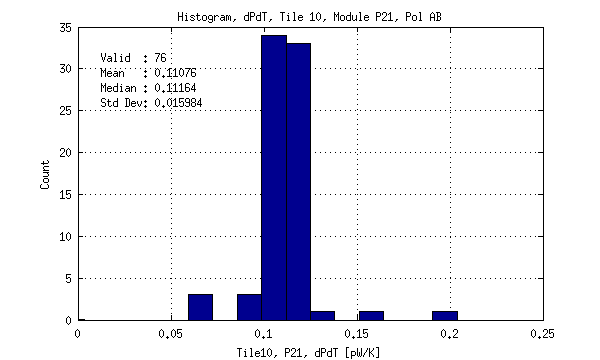 Histogram, dPdT, Tile 10, Module P21, Pol AB
35
30
25
20
15
10
5
0
Count
Valid : 76
Mean : 0.11076
Median : 0.11164
Std Dev: 0.015984
0 0.05 0.1 0.15 0.2 0.25
Tile10, P21, dPdT [pW/K]